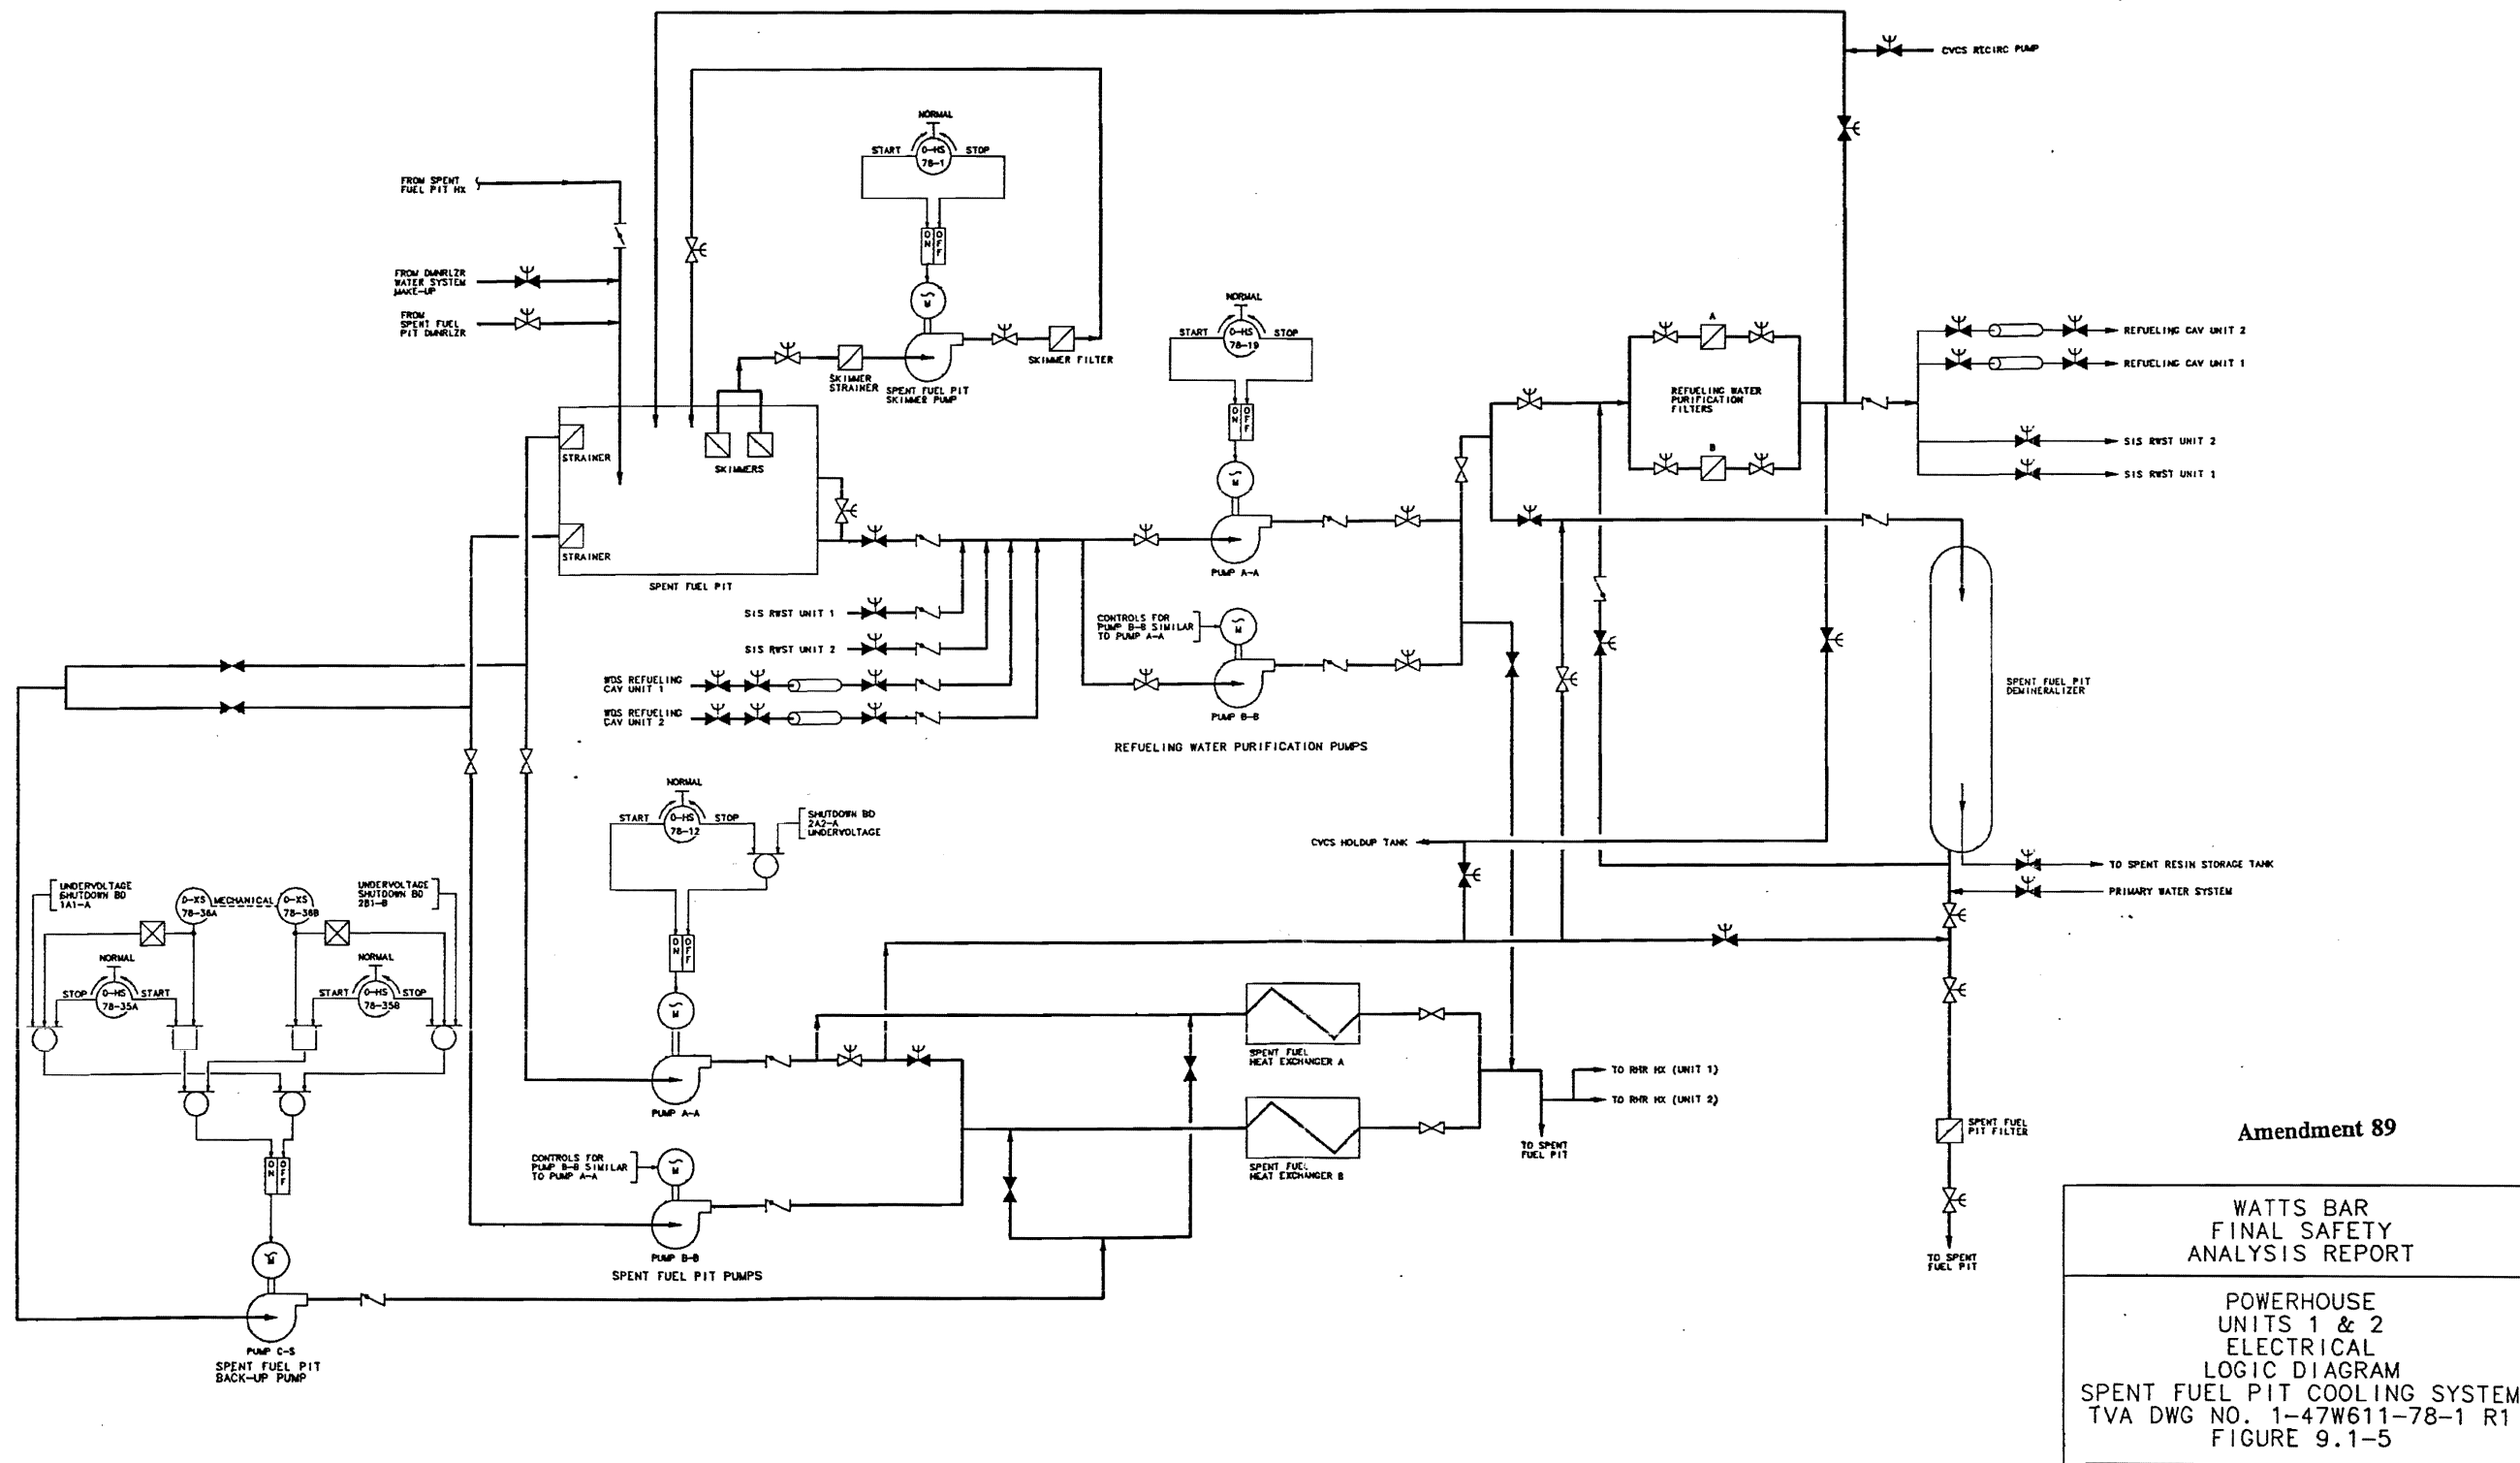 CVCS RECIRC PUMP
NORMAL
START
0-HS
78-1
STOP
FROM SPENT
FUEL PIT HX
ON
OFF
FROM DMNRLZR
WATER SYSTEM
MAKE-UP
FROM
SPENT FUEL
PIT DMNRLZR
M
SKIMMER
STRAINER
SPENT FUEL PIT
SKIMMER PUMP
SKIMMER FILTER
NORMAL
START
0-HS
78-19
STOP
ON
OFF
M
A
REFUELING WATER
PURIFICATION
FILTERS
B
REFUELING CAV UNIT 2
REFUELING CAV UNIT 1
SIS RWST UNIT 2
SIS RWST UNIT 1
STRAINER
SKIMMERS
STRAINER
SPENT FUEL PIT
PUMP A-A
SIS RWST UNIT 1
SIS RWST UNIT 2
WDS REFUELING
CAV UNIT 1
WDS REFUELING
CAV UNIT 2
CONTROLS FOR
PUMP B-B SIMILAR
TO PUMP A-A
M
PUMP B-B
REFUELING WATER PURIFICATION PUMPS
SPENT FUEL PIT
DEMINERALIZER
NORMAL
START
0-HS
78-12
STOP
SHUTDOWN BD
2A2-A
UNDERVOLTAGE
CVCS HOLDUP TANK
TO SPENT RESIN STORAGE TANK
PRIMARY WATER SYSTEM
UNDERVOLTAGE
SHUTDOWN BD
1A1-A
0-XS
78-36A
MECHANICAL
0-XS
78-36B
UNDERVOLTAGE
SHUTDOWN BD
2B1-B
NORMAL
STOP
0-HS
78-35A
START
NORMAL
START
0-HS
78-35B
STOP
ON
OFF
M
PUMP A-A
SPENT FUEL
HEAT EXCHANGER A
TO RHR HX (UNIT 1)
TO RHR HX (UNIT 2)
TO SPENT
FUEL PIT
SPENT FUEL
HEAT EXCHANGER B
CONTROLS FOR
PUMP B-B SIMILAR
TO PUMP A-A
M
PUMP B-B
SPENT FUEL PIT PUMPS
ON
OFF
M
PUMP C-S
SPENT FUEL PIT
BACK-UP PUMP
SPENT FUEL
PIT FILTER
TO SPENT
FUEL PIT
Amendment 89
WATTS BAR
FINAL SAFETY
ANALYSIS REPORT
POWERHOUSE
UNITS 1 & 2
ELECTRICAL
LOGIC DIAGRAM
SPENT FUEL PIT COOLING SYSTEM
TVA DWG NO. 1-47W611-78-1 R1
FIGURE 9.1-5